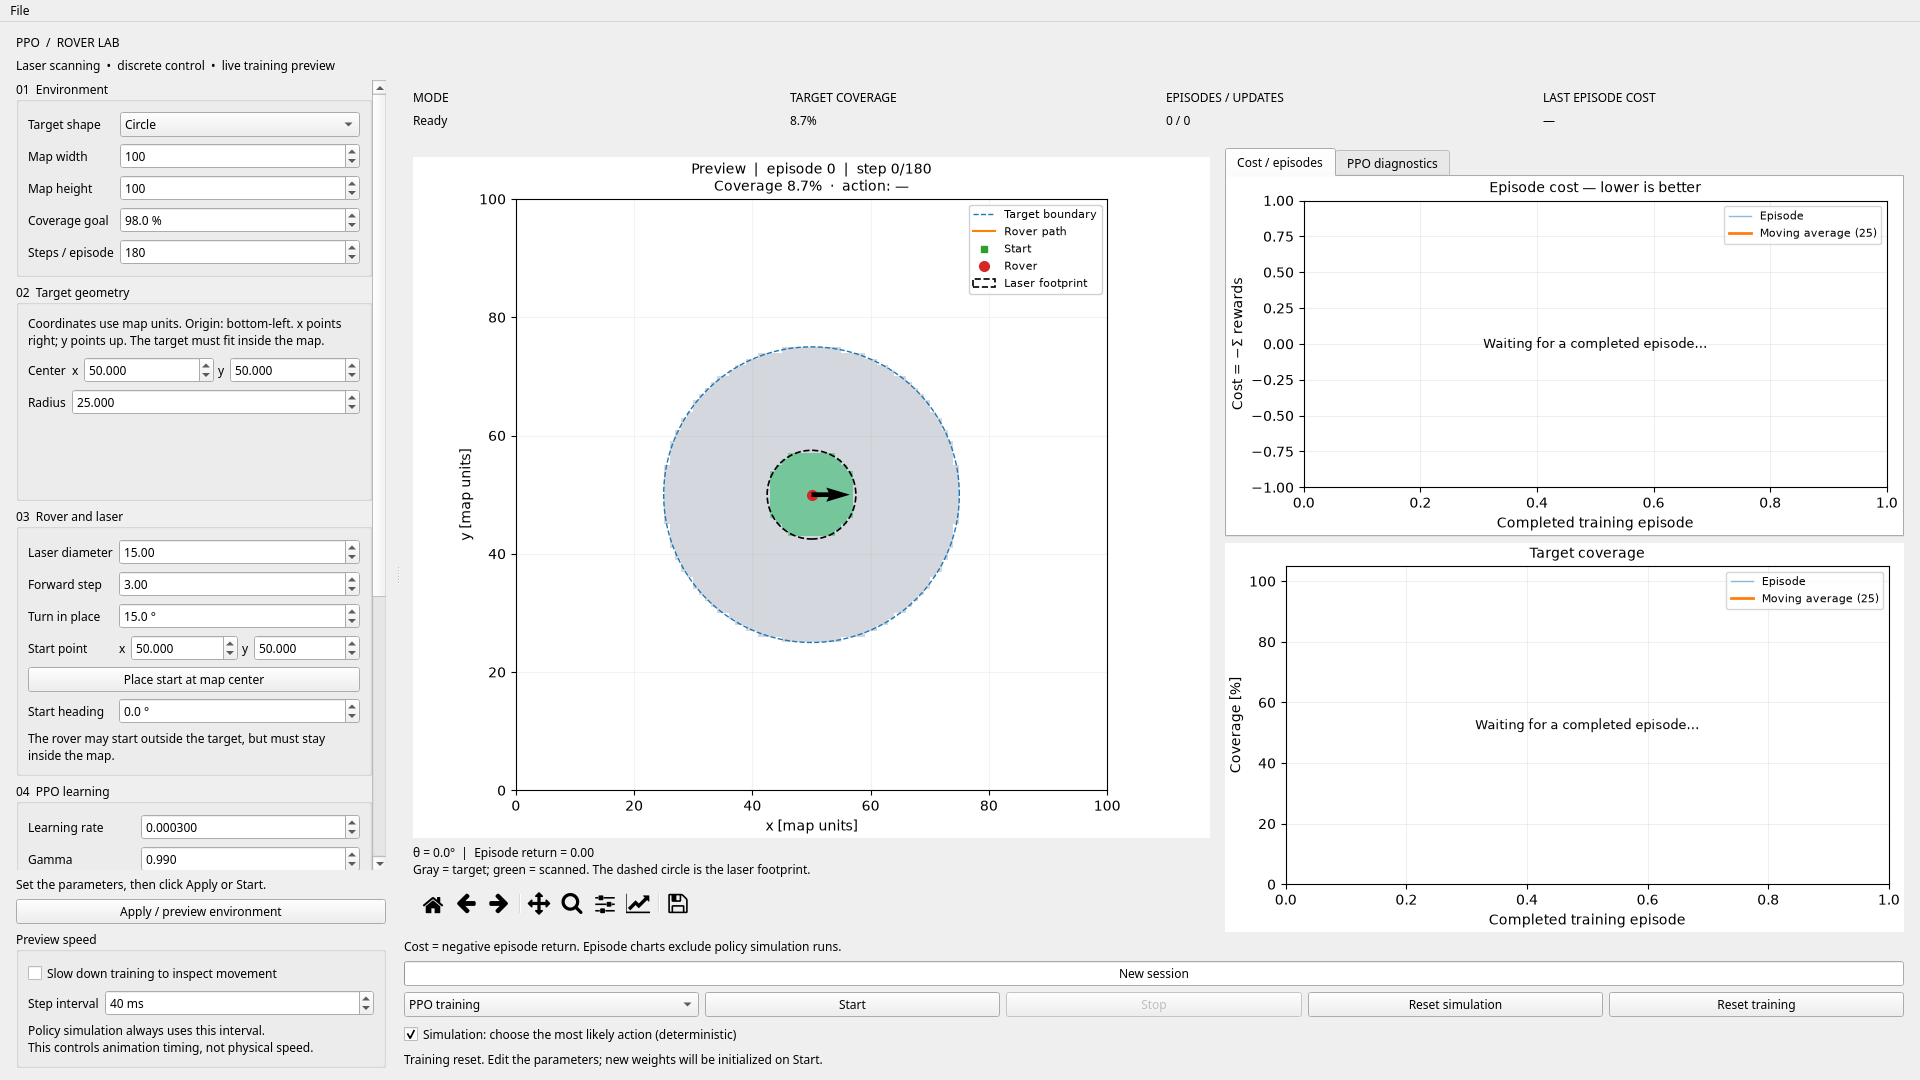 File
PPO / ROVER LAB
Laser scanning • discrete control • live training preview
01 Environment
Target shape Circle
Map width 100
Map height 100
Coverage goal 98.0 %
Steps / episode 180
02 Target geometry
Coordinates use map units. Origin: bottom-left. x points
right; y points up. The target must fit inside the map.
Center x 50.000 y 50.000
Radius 25.000
03 Rover and laser
Laser diameter 15.00
Forward step 3.00
Turn in place 15.0 °
Start point x 50.000 y 50.000
Place start at map center
Start heading 0.0 °
The rover may start outside the target, but must stay
inside the map.
04 PPO learning
Learning rate 0.000300
Gamma 0.990
Set the parameters, then click Apply or Start.
Apply / preview environment
Preview speed
Slow down training to inspect movement
Step interval 40 ms
Policy simulation always uses this interval.
This controls animation timing, not physical speed.
MODE TARGET COVERAGE EPISODES / UPDATES LAST EPISODE COST
Ready 8.7% 0 / 0 —
Preview | episode 0 | step 0/180
Coverage 8.7% · action: —
Target boundary
Rover path
Start
Rover
Laser footprint
100
80
60
40
20
0
y [map units]
0 20 40 60 80 100
x [map units]
θ = 0.0° | Episode return = 0.00
Gray = target; green = scanned. The dashed circle is the laser footprint.
Cost / episodes PPO diagnostics
Episode cost — lower is better
Episode
Moving average (25)
1.00
0.75
0.50
0.25
0.00
−0.25
−0.50
−0.75
−1.00
Cost = −Σ rewards
Waiting for a completed episode...
0.0 0.2 0.4 0.6 0.8 1.0
Completed training episode
Target coverage
Episode
Moving average (25)
100
80
60
40
20
0
Coverage [%]
Waiting for a completed episode...
0.0 0.2 0.4 0.6 0.8 1.0
Completed training episode
Cost = negative episode return. Episode charts exclude policy simulation runs.
New session
PPO training Start Stop Reset simulation Reset training
Simulation: choose the most likely action (deterministic)
Training reset. Edit the parameters; new weights will be initialized on Start.